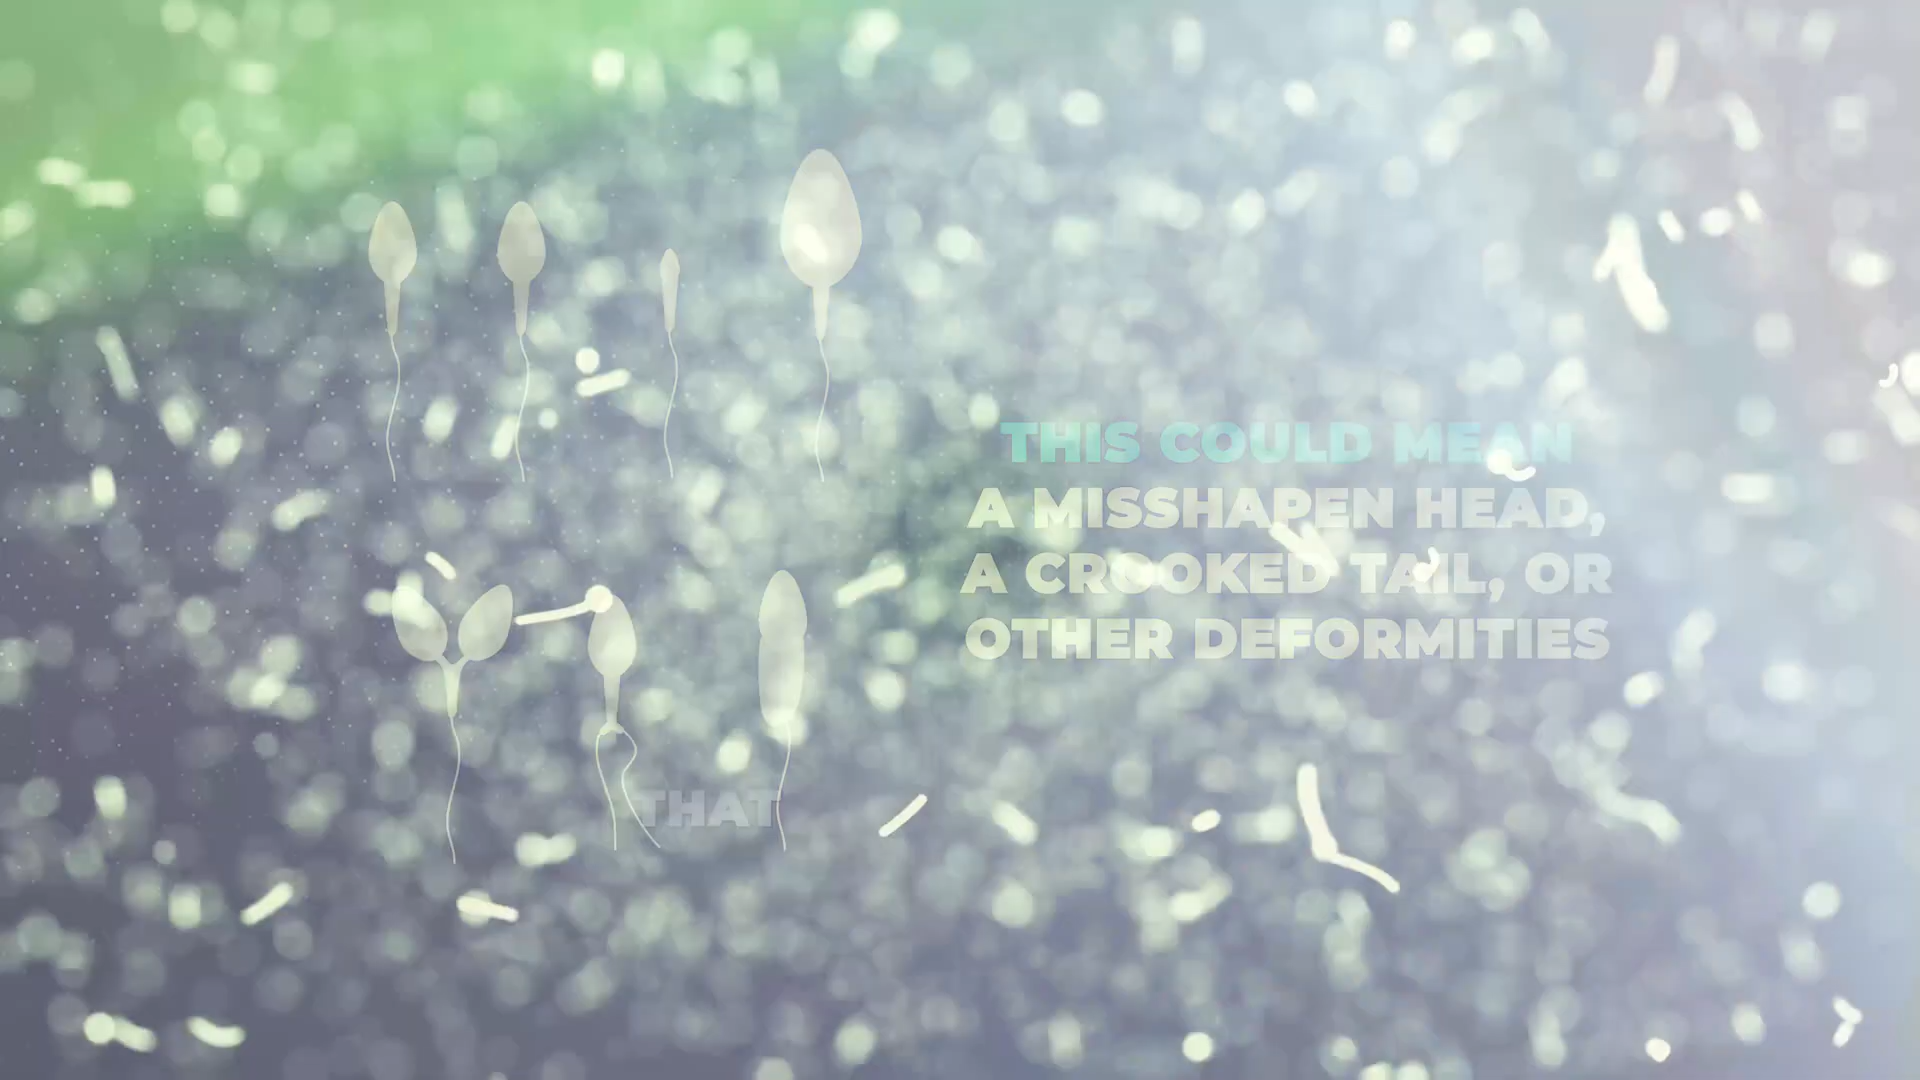 THIS COULD MEAN
A MISSHAPEN HEAD,
A CROOKED TAIL, OR
OTHER DEFORMITIES
THAT